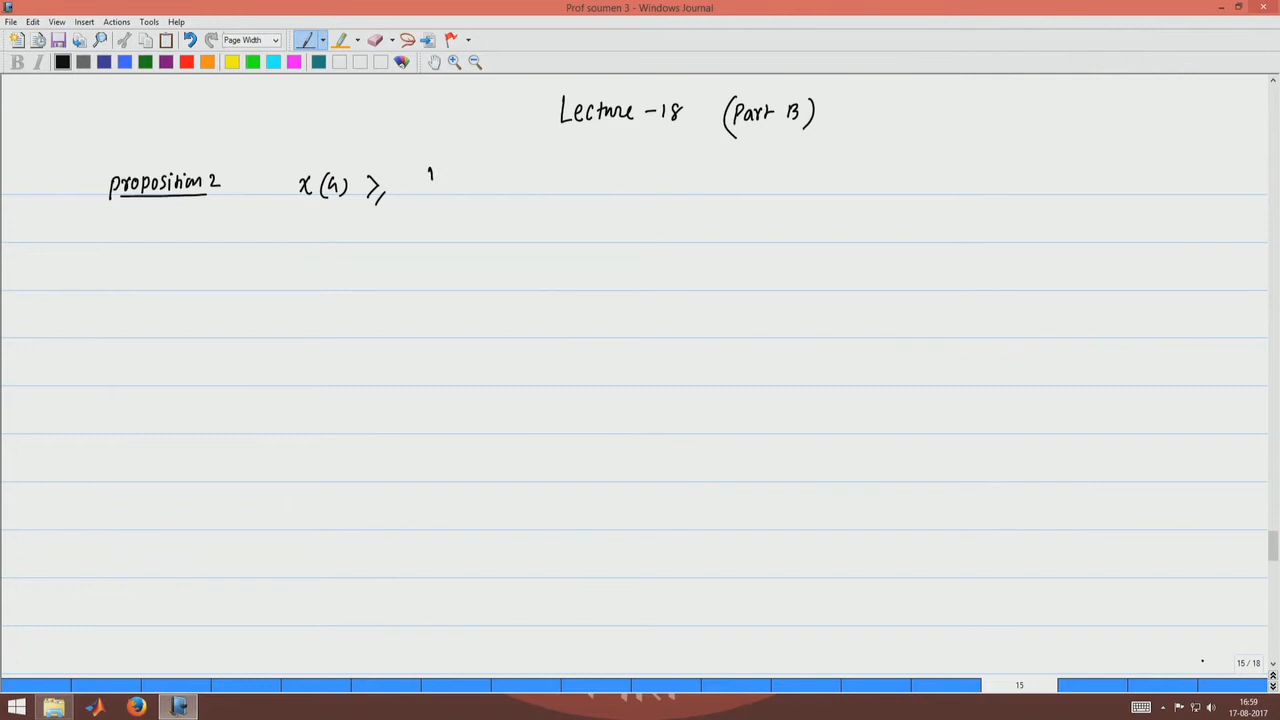 Prof soumen 3 - Windows Journal
File Edit View Insert Actions Tools Help
Page Width
B I
Lecture -18 (Part B)
proposition 2 χ(G) ≥
15 / 18
15
16:59
17-08-2017